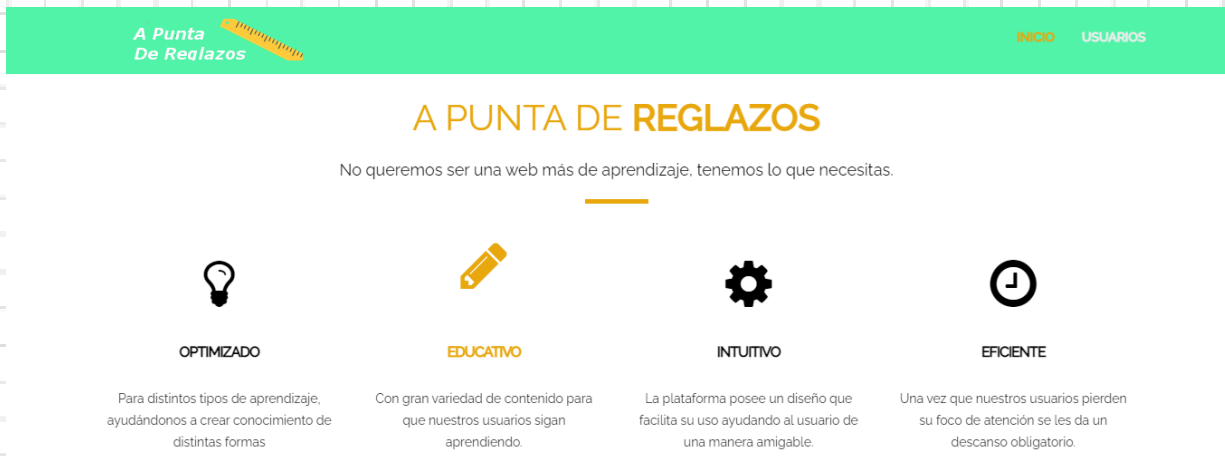 A Punta
De Reglazos
INICIO USUARIOS
A PUNTA DE REGLAZOS
No queremos ser una web más de aprendizaje, tenemos lo que necesitas.
OPTIMIZADO
Para distintos tipos de aprendizaje,
ayudándonos a crear conocimiento de
distintas formas
EDUCATIVO
Con gran variedad de contenido para
que nuestros usuarios sigan
aprendiendo.
INTUITIVO
La plataforma posee un diseño que
facilita su uso ayudando al usuario de
una manera amigable.
EFICIENTE
Una vez que nuestros usuarios pierden
su foco de atención se les da un
descanso obligatorio.